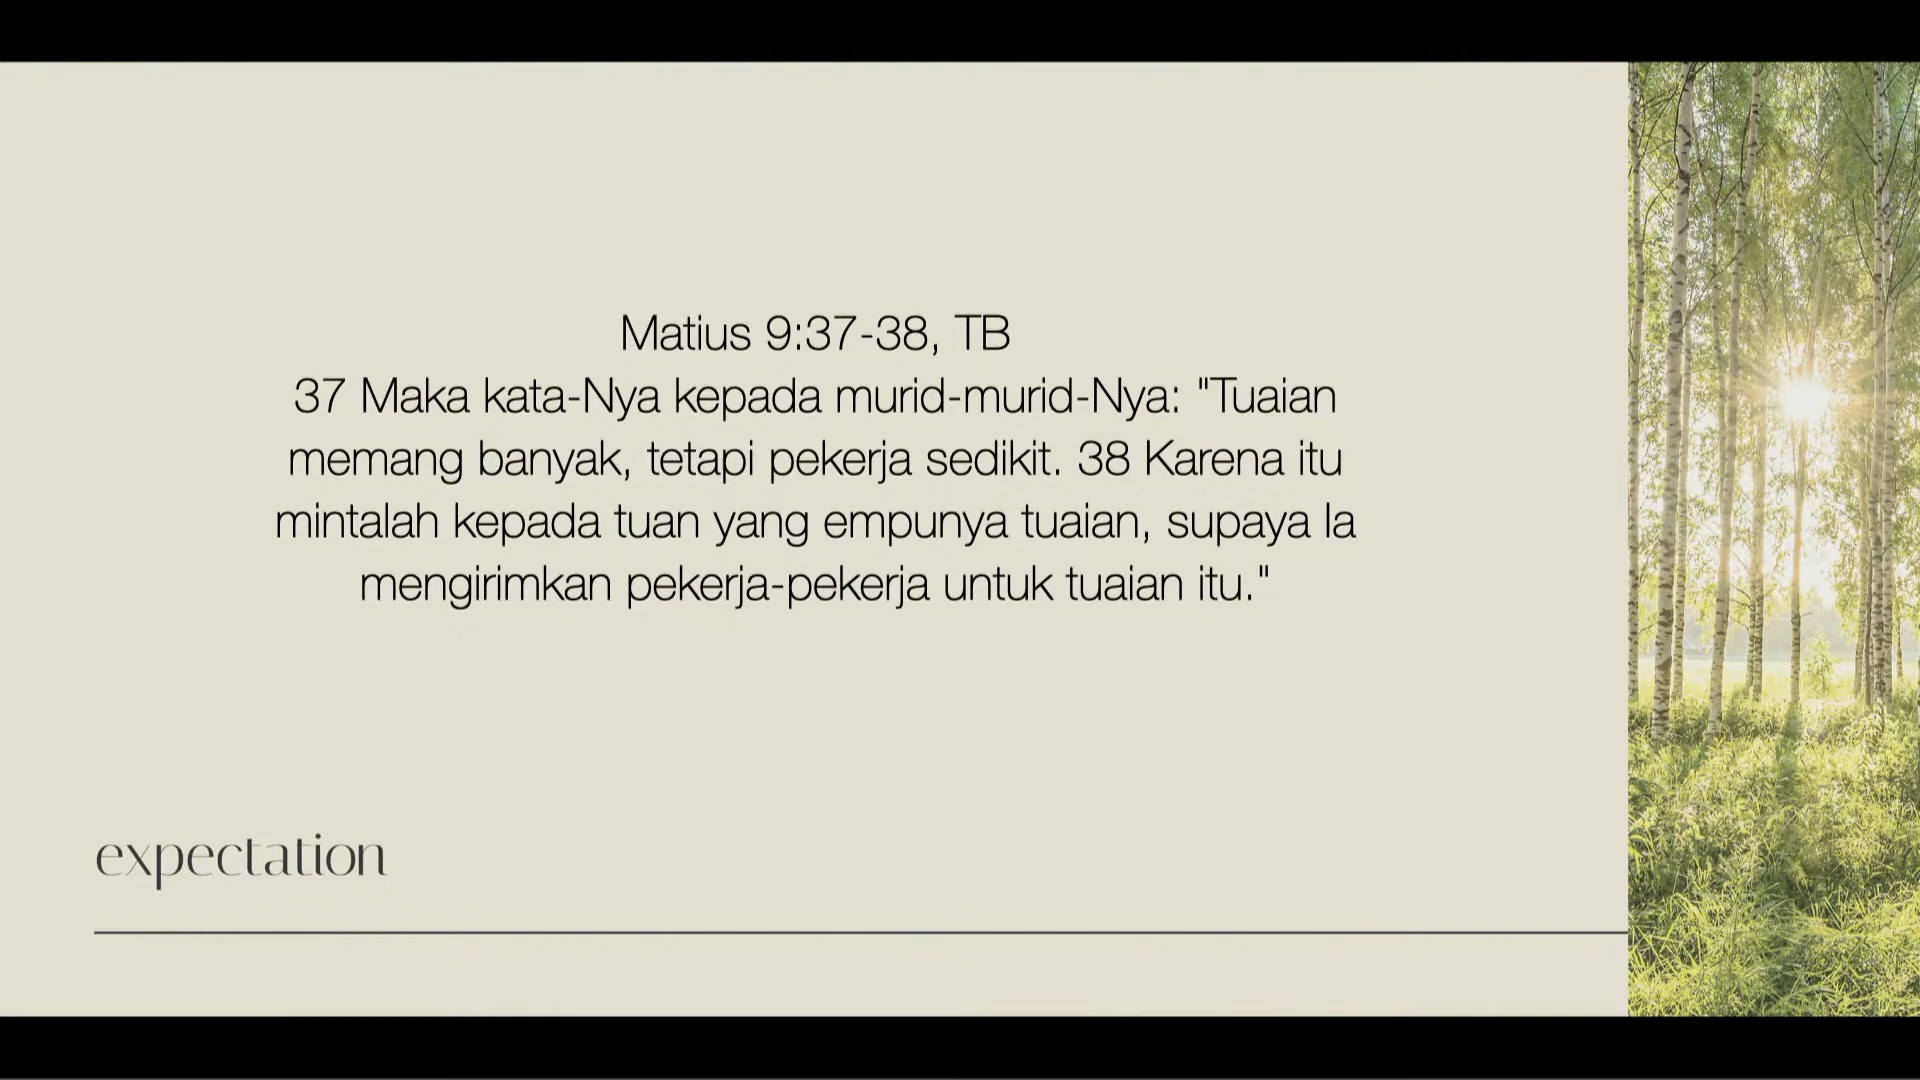 Matius 9:37-38, TB
37 Maka kata-Nya kepada murid-murid-Nya: "Tuaian
memang banyak, tetapi pekerja sedikit. 38 Karena itu
mintalah kepada tuan yang empunya tuaian, supaya Ia
mengirimkan pekerja-pekerja untuk tuaian itu."
expectation